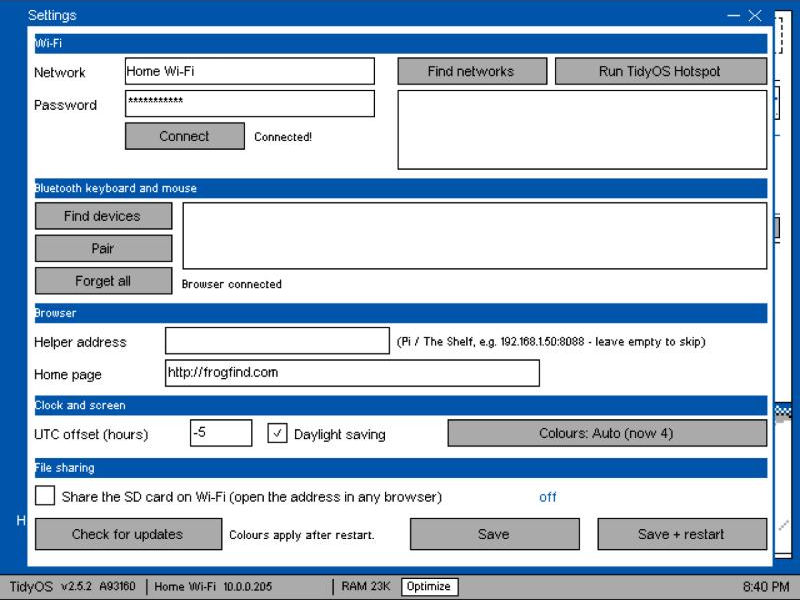 Settings
Wi-Fi
Network Home Wi-Fi Find networks Run TidyOS Hotspot
Password ***********
Connect Connected!
Bluetooth keyboard and mouse
Find devices
Pair
Forget all Browser connected
Browser
Helper address (Pi / The Shelf, e.g. 192.168.1.50:8088 - leave empty to skip)
Home page http://frogfind.com
Clock and screen
UTC offset (hours) -5 Daylight saving Colours: Auto (now 4)
File sharing
Share the SD card on Wi-Fi (open the address in any browser) off
H
Check for updates Colours apply after restart. Save Save + restart
TidyOS v2.5.2 A93160 Home Wi-Fi 10.0.0.205 RAM 23K Optimize 8:40 PM